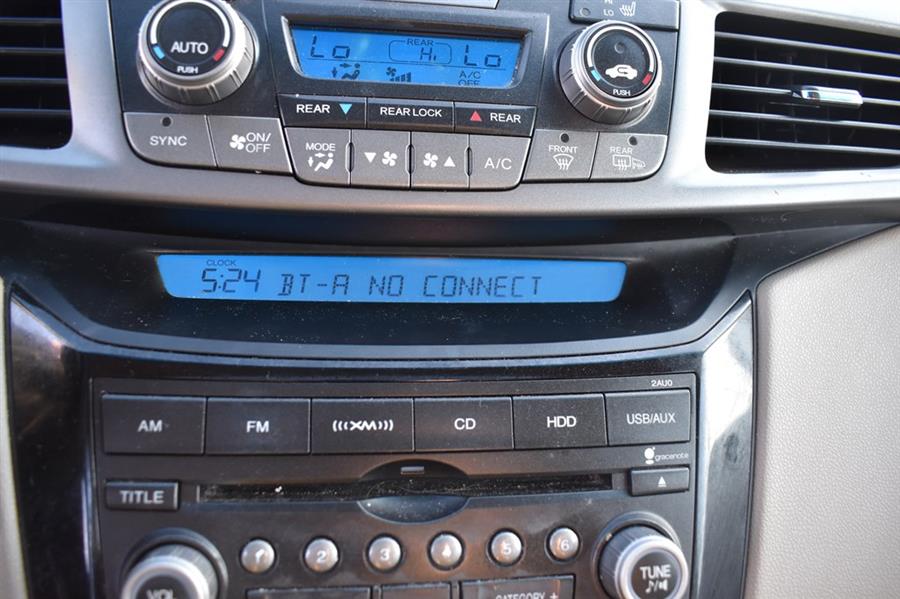 HI
LO
AUTO
PUSH
Lo REAR Hi Lo
A/C
OFF
PUSH
REAR REAR LOCK REAR
SYNC ON/OFF MODE A/C FRONT REAR
CLOCK
5:24 BT-A NO CONNECT
2AU0
AM FM (((XM))) CD HDD USB/AUX
gracenote
TITLE
1 2 3 4 5 6
VOL TUNE
CATEGORY +